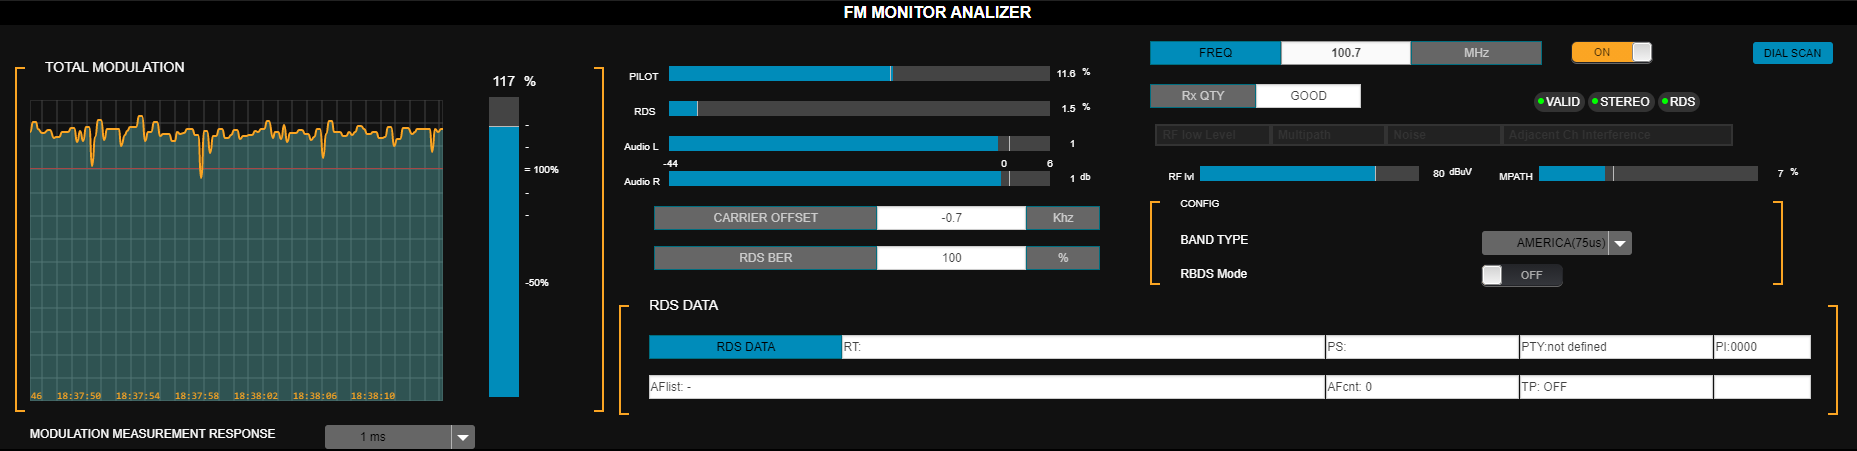 FM MONITOR ANALIZER
TOTAL MODULATION
117 %
-
-
= 100%
-
-
-50%
46 18:37:50 18:37:54 18:37:58 18:38:02 18:38:06 18:38:10
MODULATION MEASUREMENT RESPONSE 1 ms
PILOT 11.6 %
RDS 1.5 %
Audio L 1
-44 0 6
Audio R 1 db
CARRIER OFFSET -0.7 Khz
RDS BER 100 %
FREQ 100.7 MHz ON DIAL SCAN
Rx QTY GOOD VALID STEREO RDS
RF low Level Multipath Noise Adjacent Ch Interference
RF lvl 80 dBuV MPATH 7 %
CONFIG
BAND TYPE AMERICA(75us)
RBDS Mode OFF
RDS DATA
RDS DATA RT: PS: PTY:not defined PI:0000
AFlist: - AFcnt: 0 TP: OFF